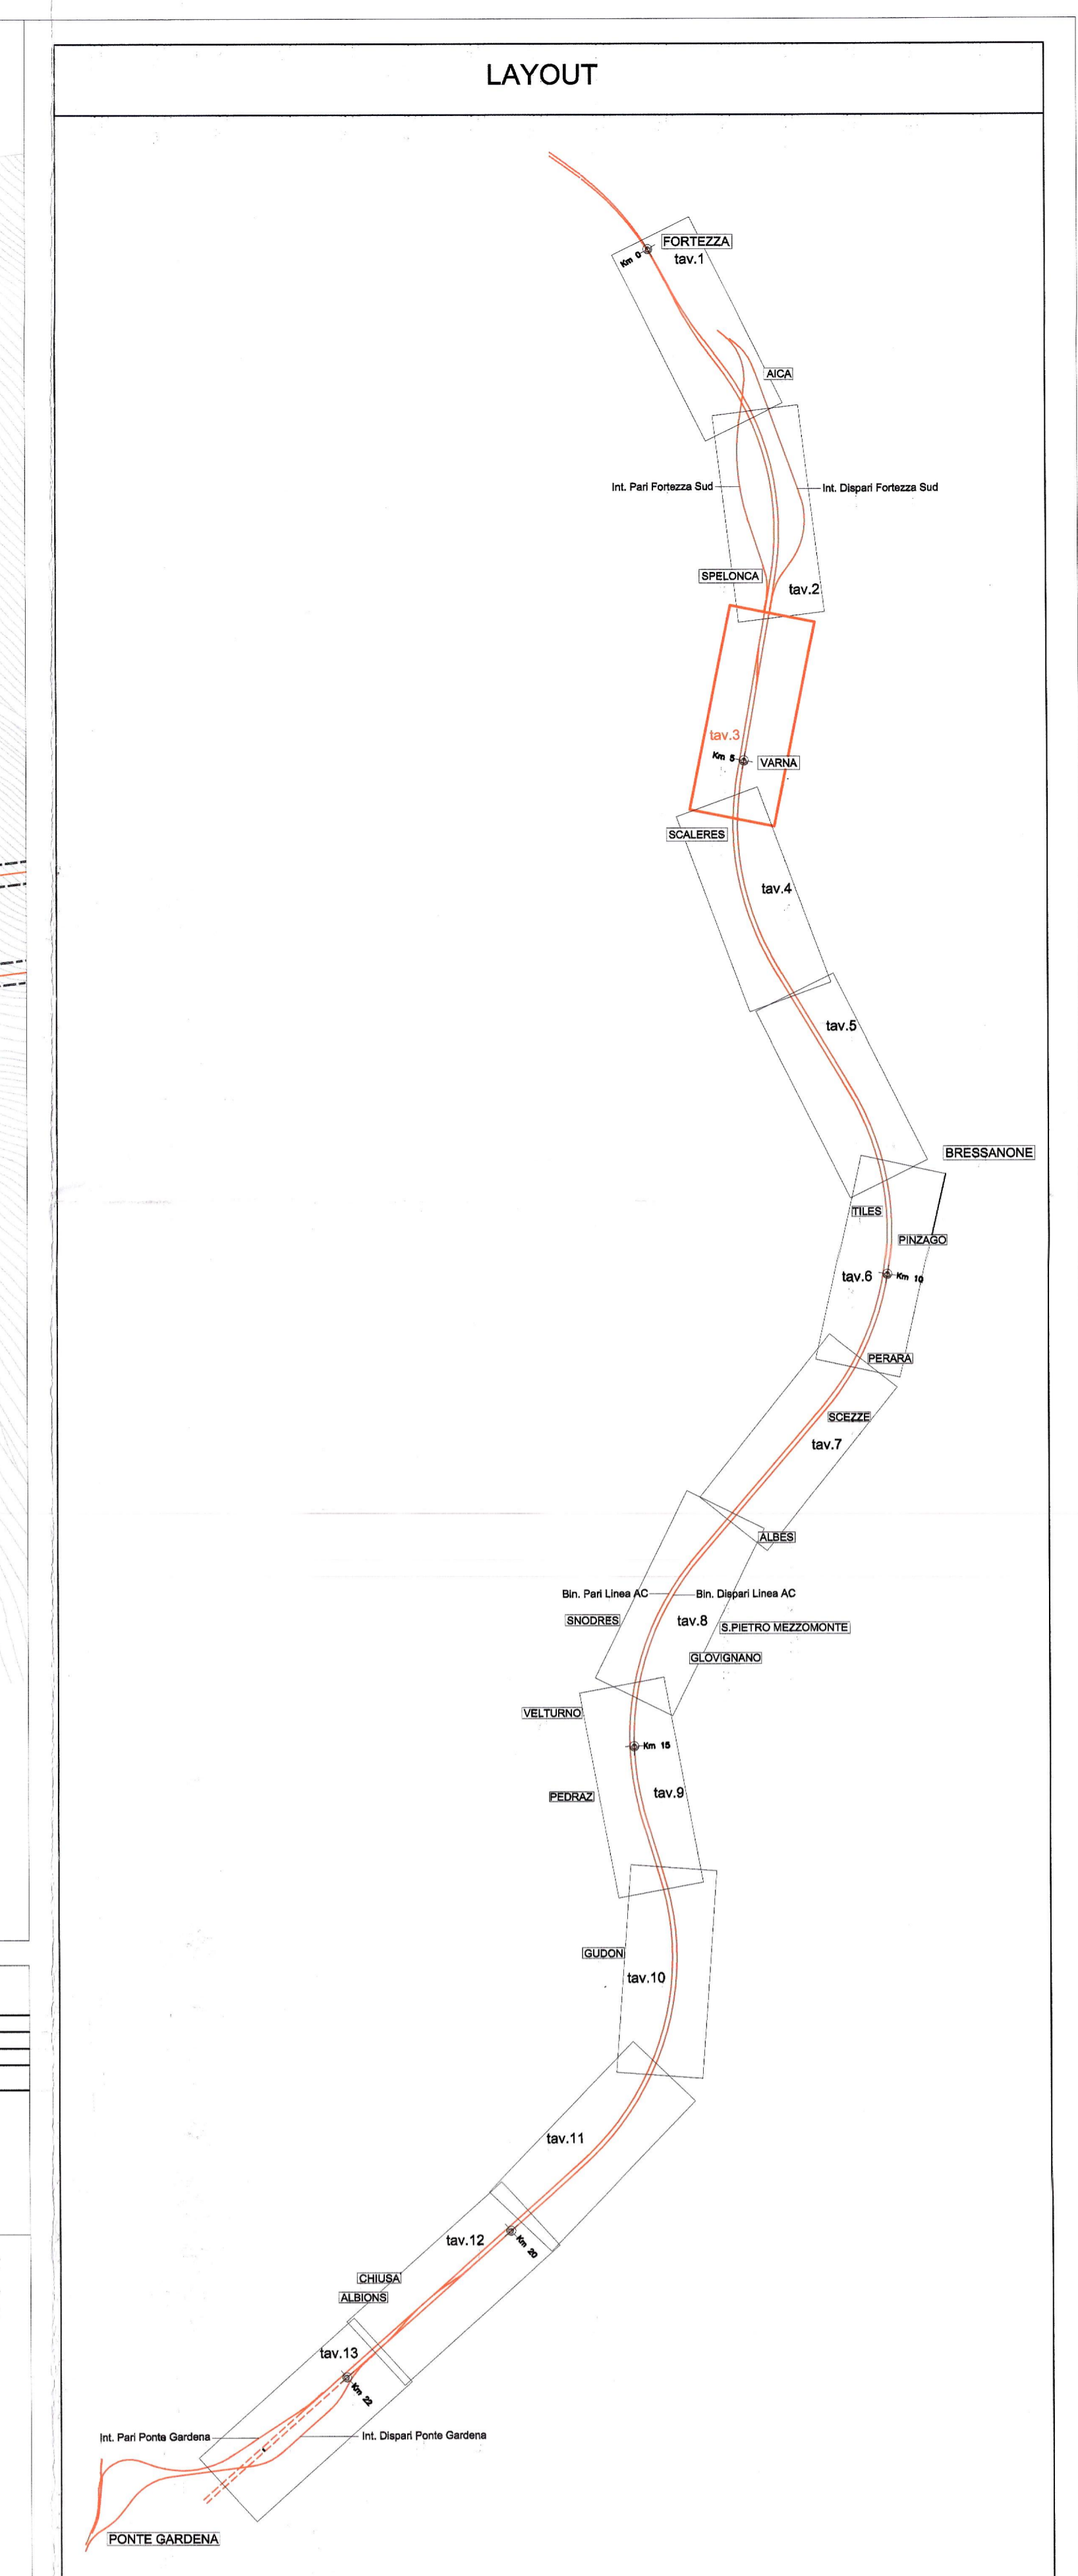 LAYOUT
FORTEZZA
Km 0
tav.1
AICA
Int. Pari Fortezza Sud
Int. Dispari Fortezza Sud
SPELONCA
tav.2
tav.3
Km 5
VARNA
SCALERES
tav.4
tav.5
BRESSANONE
TILES
PINZAGO
tav.6
Km 10
PERARA
SCEZZE
tav.7
ALBES
Bin. Pari Linea AC
Bin. Dispari Linea AC
SNODRES
tav.8
S.PIETRO MEZZOMONTE
GLOVIGNANO
VELTURNO
Km 15
PEDRAZ
tav.9
GUDON
tav.10
tav.11
tav.12
Km 20
CHIUSA
ALBIONS
tav.13
Km 22
Int. Pari Ponte Gardena
Int. Dispari Ponte Gardena
PONTE GARDENA